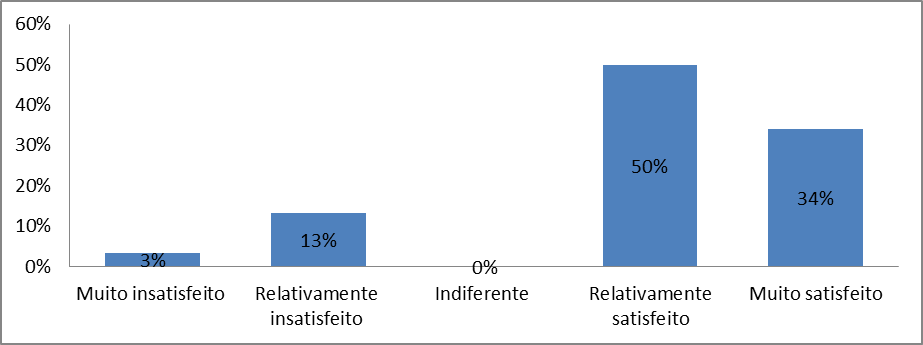 60%
50%
40%
30%
20%
10%
0%
3%
13%
0%
50%
34%
Muito insatisfeito
Relativamente
insatisfeito
Indiferente
Relativamente
satisfeito
Muito satisfeito